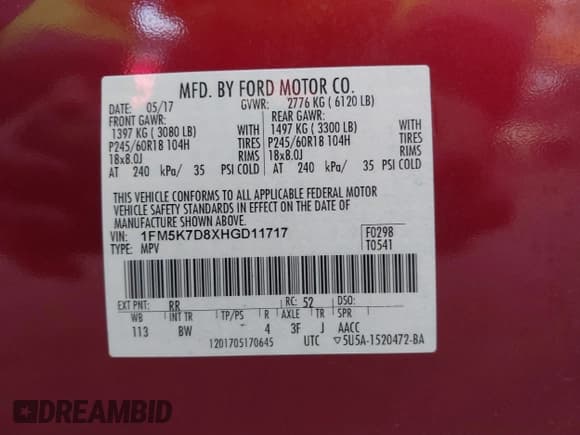 MFD. BY FORD MOTOR CO.
DATE: 05/17 GVWR: 2776 KG ( 6120 LB)
FRONT GAWR: REAR GAWR:
1397 KG ( 3080 LB) WITH 1497 KG ( 3300 LB) WITH
P245/60R18 104H TIRES P245/60R18 104H TIRES
18x8.0J RIMS 18x8.0J RIMS
AT 240 kPa/ 35 PSI COLD AT 240 kPa/ 35 PSI COLD
THIS VEHICLE CONFORMS TO ALL APPLICABLE FEDERAL MOTOR
VEHICLE SAFETY STANDARDS IN EFFECT ON THE DATE OF
MANUFACTURE SHOWN ABOVE.
VIN: 1FM5K7D8XHGD11717 F0298
TYPE: MPV T0541
EXT PNT: RR RC: 52 DSO:
WB INT TR TP/PS R AXLE TR SPR
113 BW 4 3F J AACC
1201705170645 UTC ▽5U5A-1520472-BA
DREAMBID